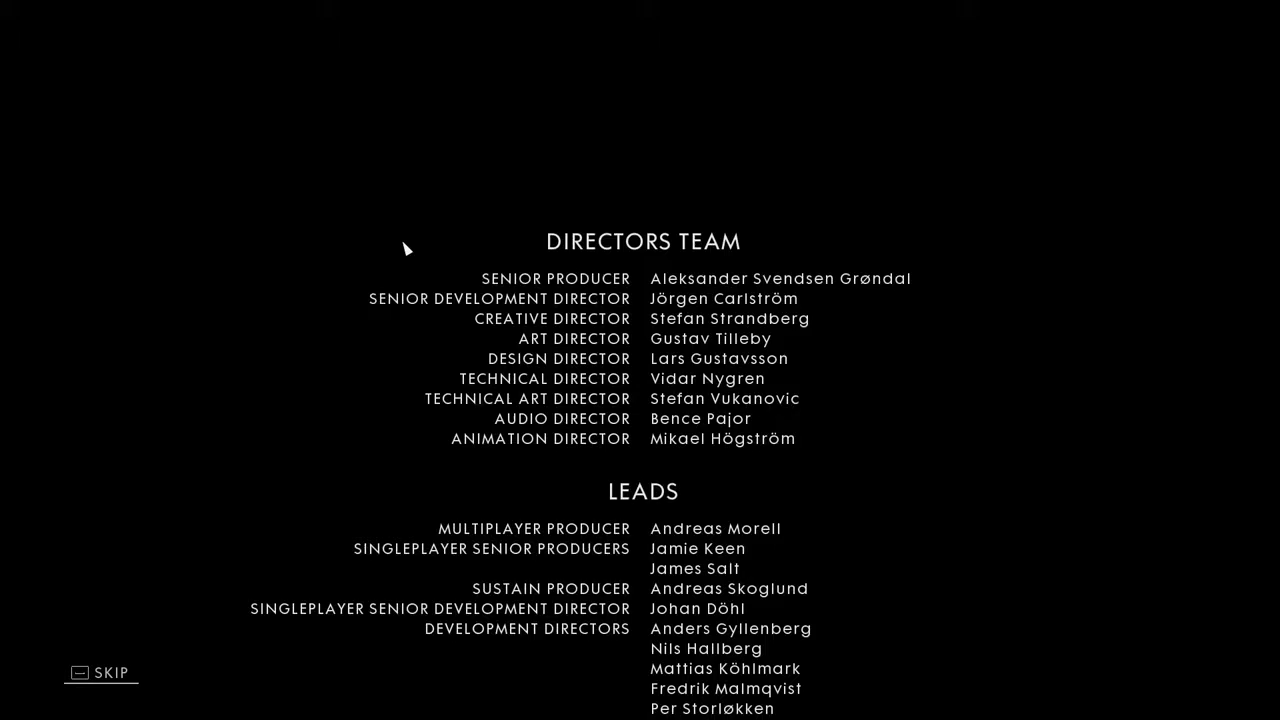 DIRECTORS TEAM
SENIOR PRODUCER Aleksander Svendsen Grøndal
SENIOR DEVELOPMENT DIRECTOR Jörgen Carlström
CREATIVE DIRECTOR Stefan Strandberg
ART DIRECTOR Gustav Tilleby
DESIGN DIRECTOR Lars Gustavsson
TECHNICAL DIRECTOR Vidar Nygren
TECHNICAL ART DIRECTOR Stefan Vukanovic
AUDIO DIRECTOR Bence Pajor
ANIMATION DIRECTOR Mikael Högström
LEADS
MULTIPLAYER PRODUCER Andreas Morell
SINGLEPLAYER SENIOR PRODUCERS Jamie Keen
James Salt
SUSTAIN PRODUCER Andreas Skoglund
SINGLEPLAYER SENIOR DEVELOPMENT DIRECTOR Johan Döhl
DEVELOPMENT DIRECTORS Anders Gyllenberg
Nils Hallberg
Mattias Köhlmark
Fredrik Malmqvist
Per Storløkken
SKIP